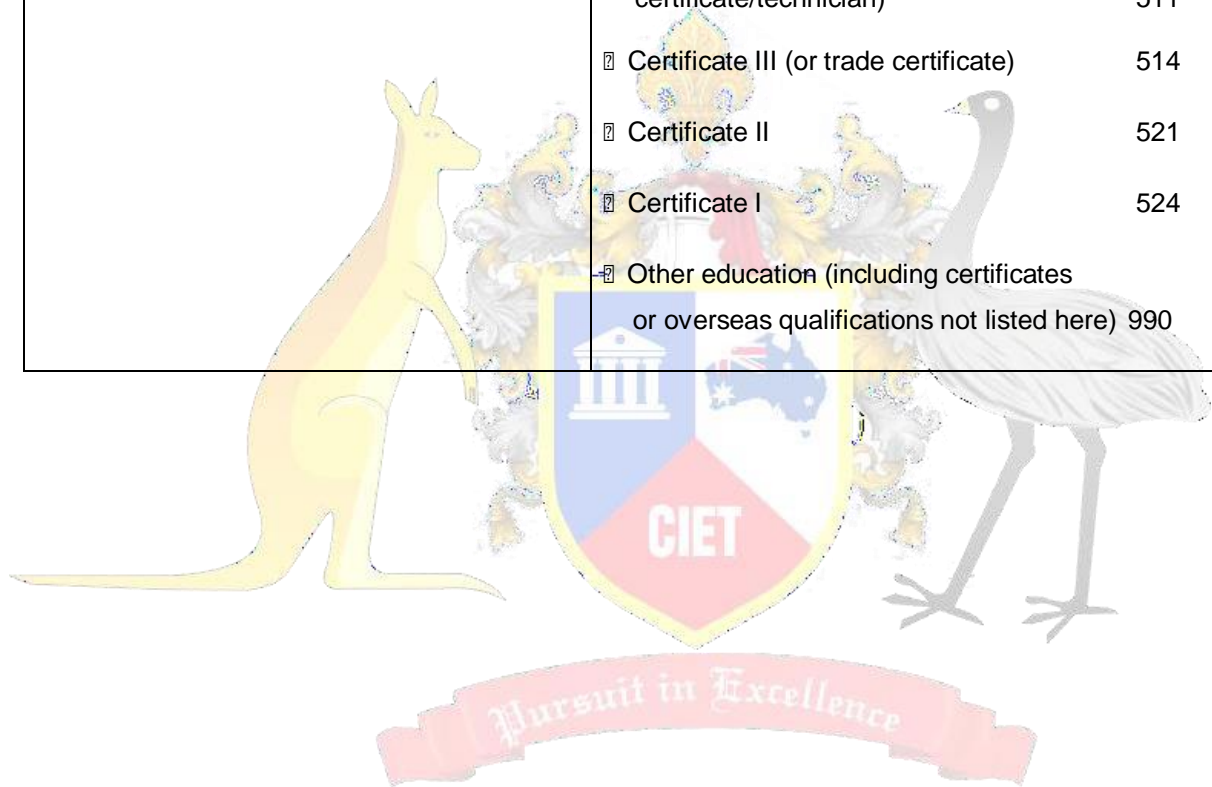 certificate/technician) 511
Certificate III (or trade certificate) 514
Certificate II 521
Certificate I 524
Other education (including certificates
or overseas qualifications not listed here) 990
CIET
Pursuit in Excellence